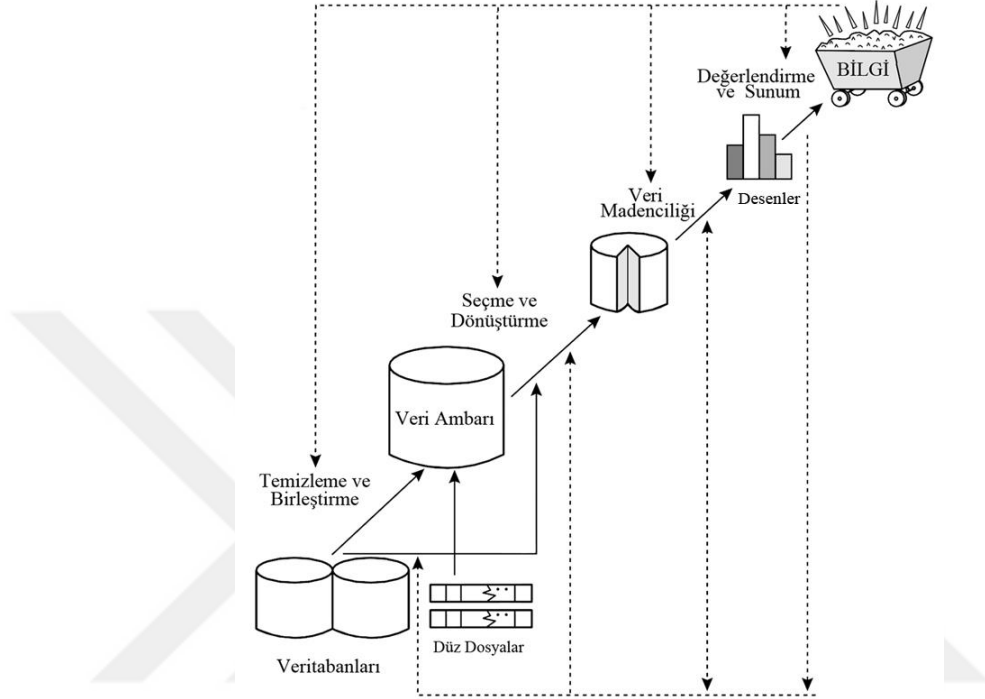 BİLGİ
Değerlendirme
ve Sunum
Desenler
Veri
Madenciliği
Seçme ve
Dönüştürme
Veri Ambarı
Temizleme ve
Birleştirme
Düz Dosyalar
Veritabanları